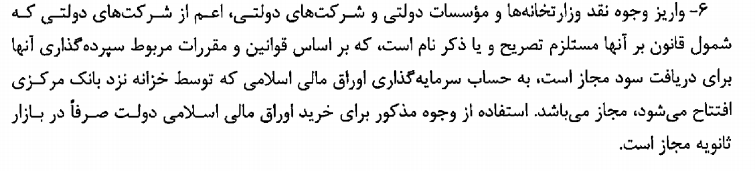 ۶- واریز وجوه نقد وزارتخانه‌ها و مؤسسات دولتی و شرکت‌های دولتی، اعم از شرکت‌های دولتی که
شمول قانون بر آنها مستلزم تصریح و یا ذکر نام است، که بر اساس قوانین و مقررات مربوط سپرده‌گذاری آنها
برای دریافت سود مجاز است، به حساب سرمایه‌گذاری اوراق مالی اسلامی که توسط خزانه نزد بانک مرکزی
افتتاح می‌شود، مجاز می‌باشد. استفاده از وجوه مذکور برای خرید اوراق مالی اسلامی دولت صرفاً در بازار
ثانویه مجاز است.